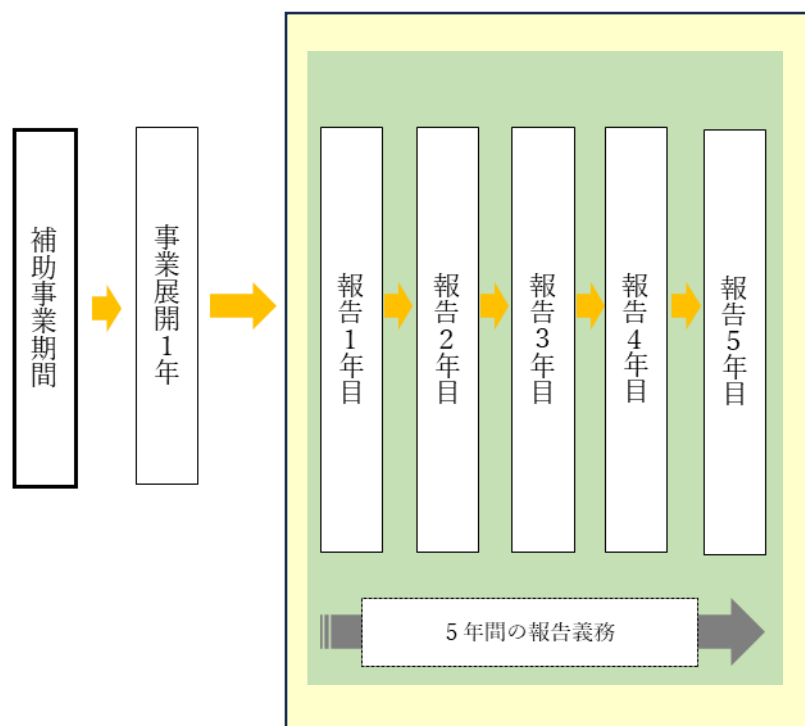 補助事業期間
事業展開1年
報告1年目
報告2年目
報告3年目
報告4年目
報告5年目
5年間の報告義務